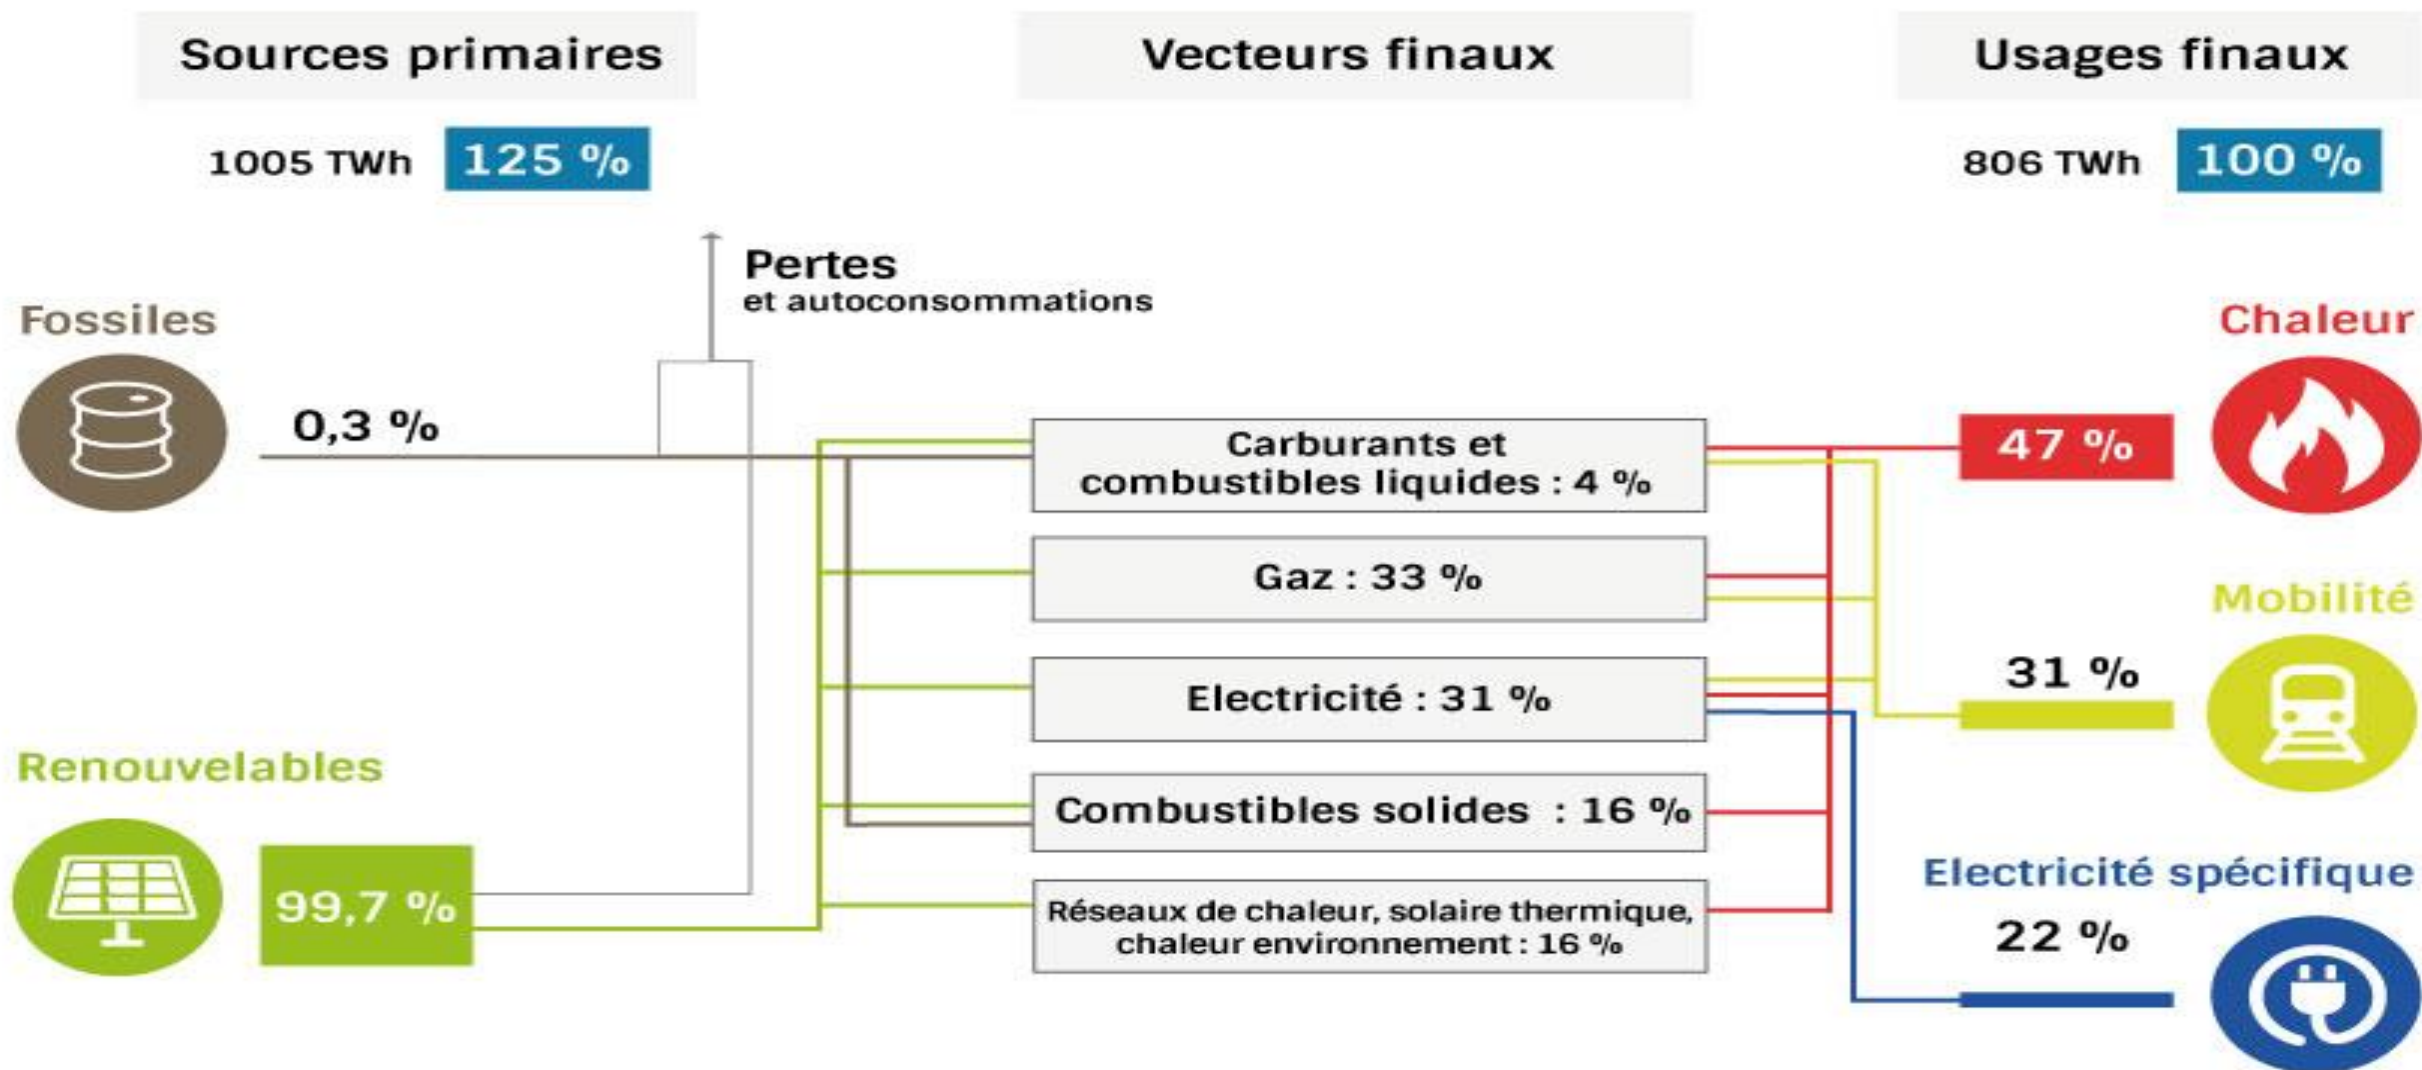 Sources primaires
Vecteurs finaux
Usages finaux
1005 TWh
125 %
806 TWh
100 %
Pertes
et autoconsommations
Fossiles
0,3 %
Renouvelables
99,7 %
Carburants et
combustibles liquides : 4 %
Gaz : 33 %
Electricité : 31 %
Combustibles solides : 16 %
Réseaux de chaleur, solaire thermique,
chaleur environnement : 16 %
Chaleur
47 %
Mobilité
31 %
Electricité spécifique
22 %